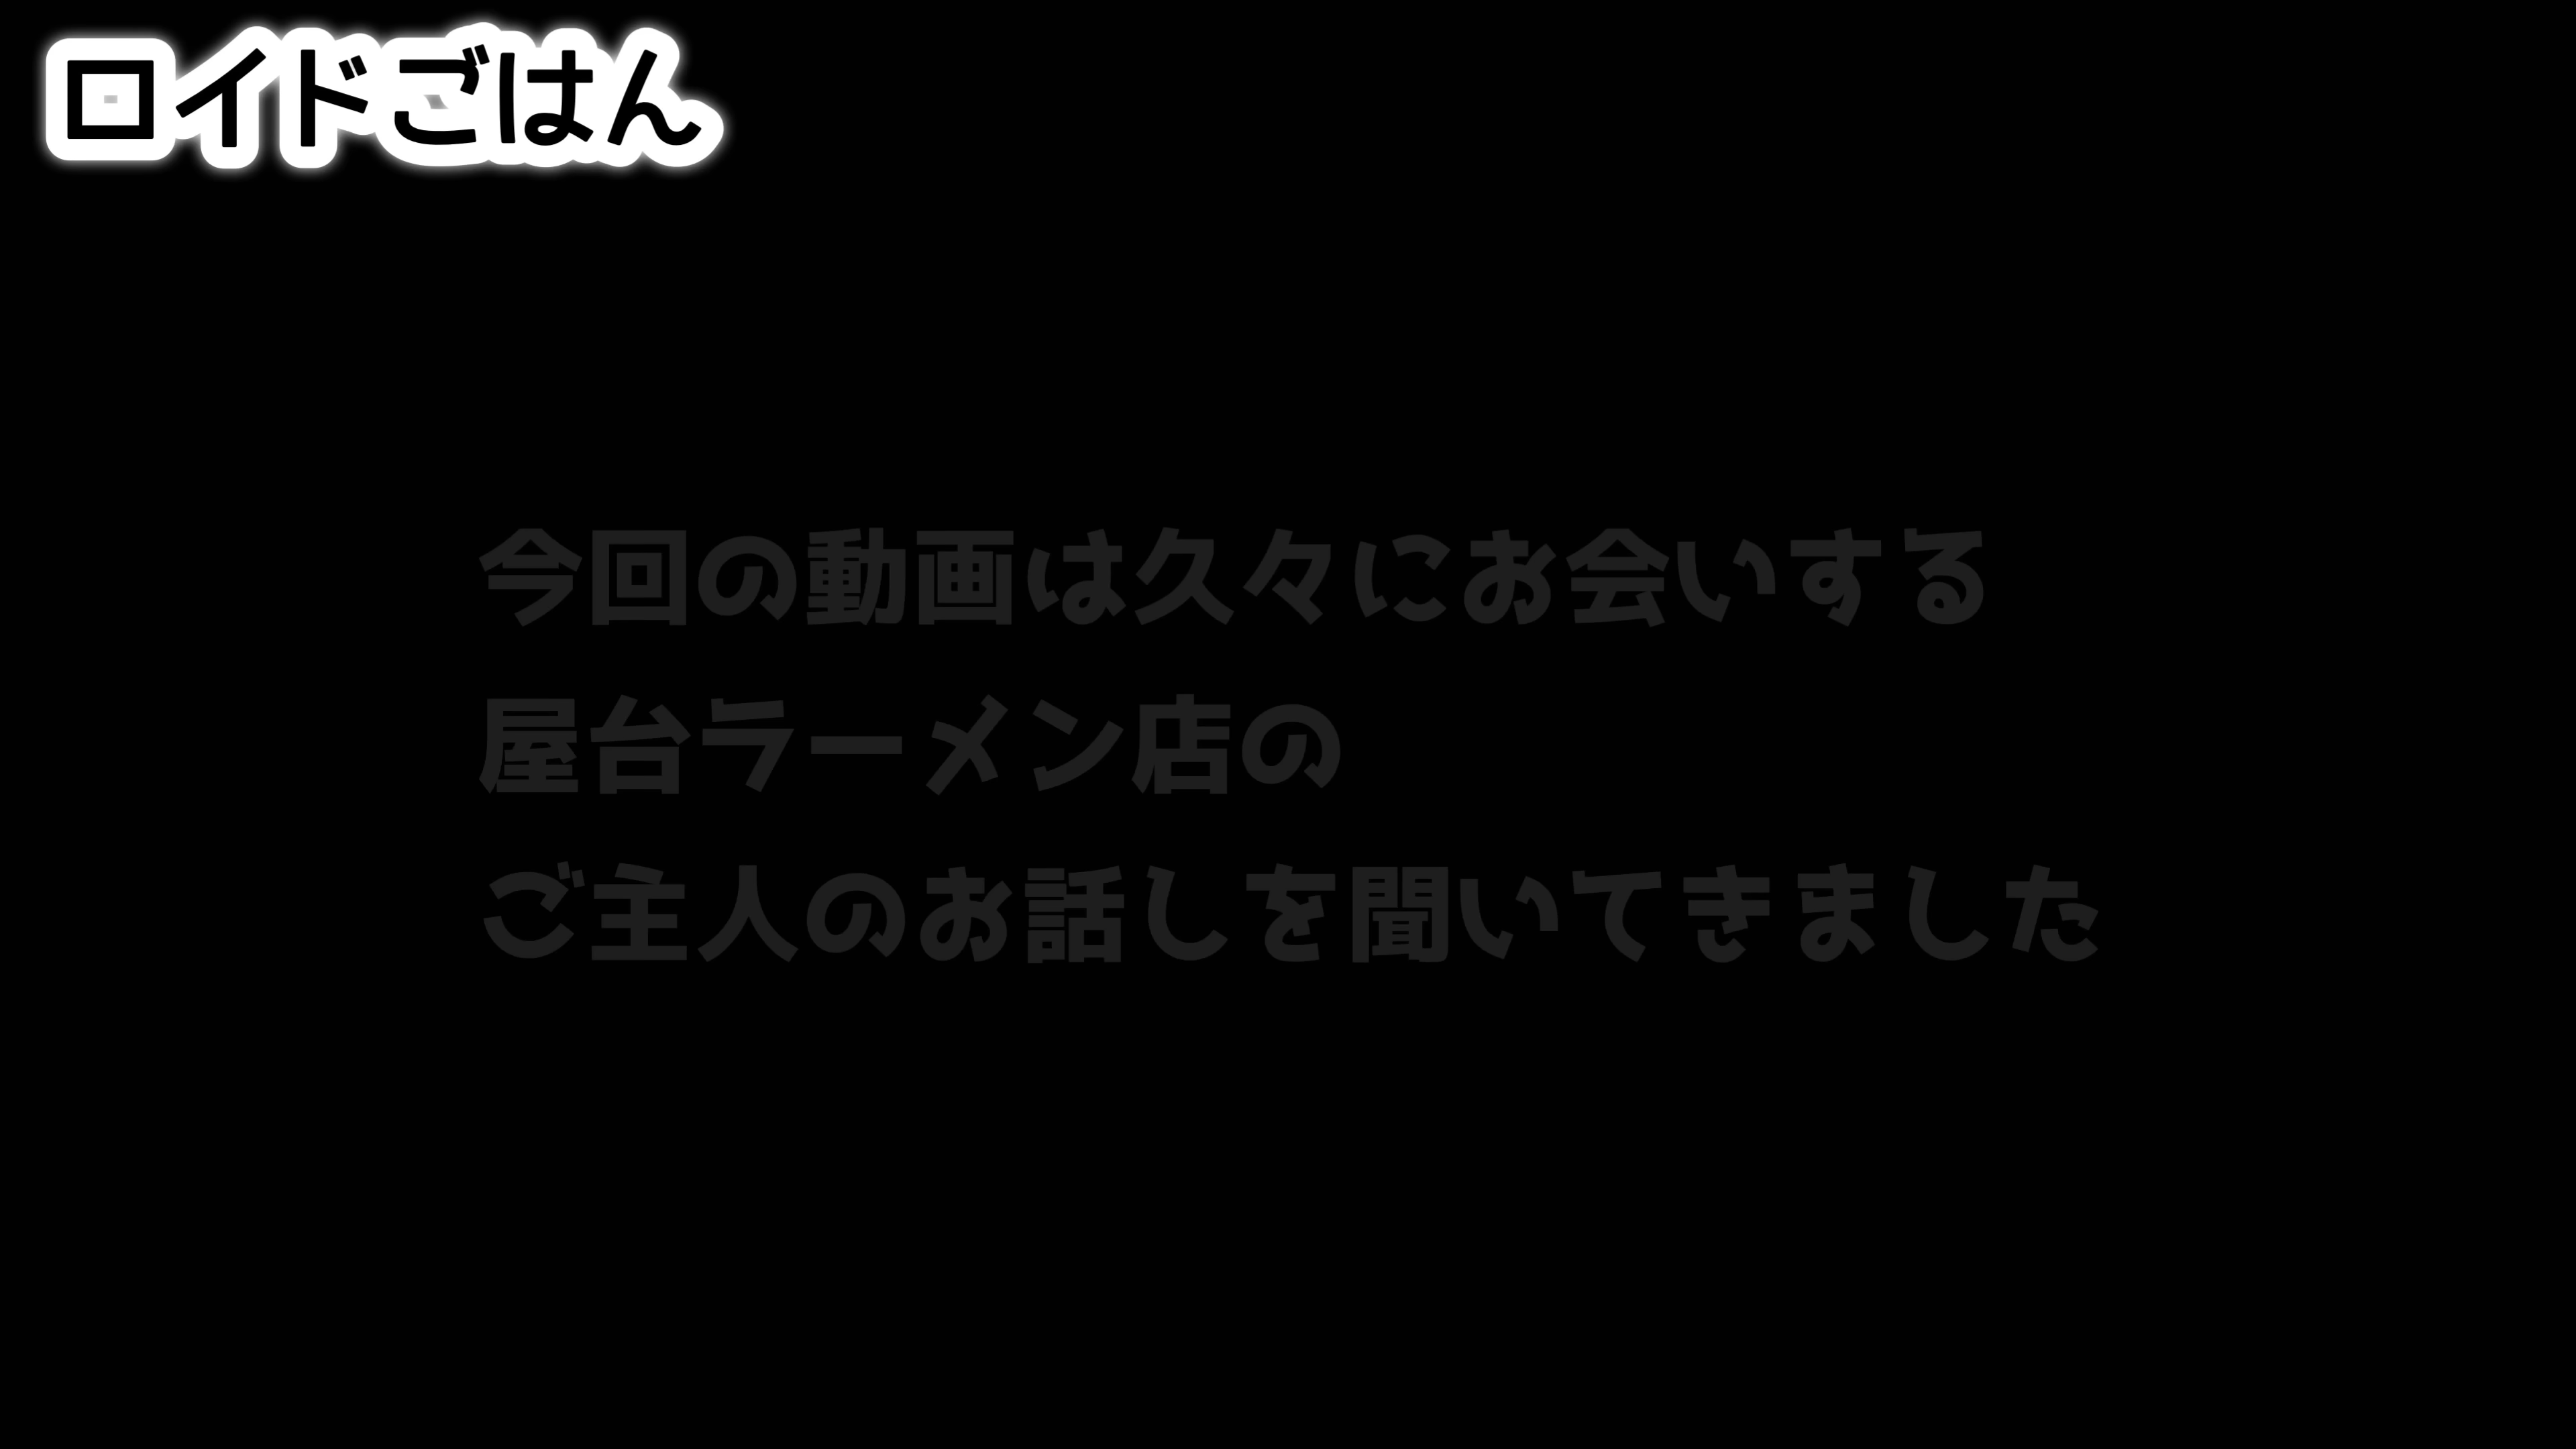 ロイドごはん
今回の動画は久々にお会いする
屋台ラーメン店の
ご主人のお話しを聞いてきました